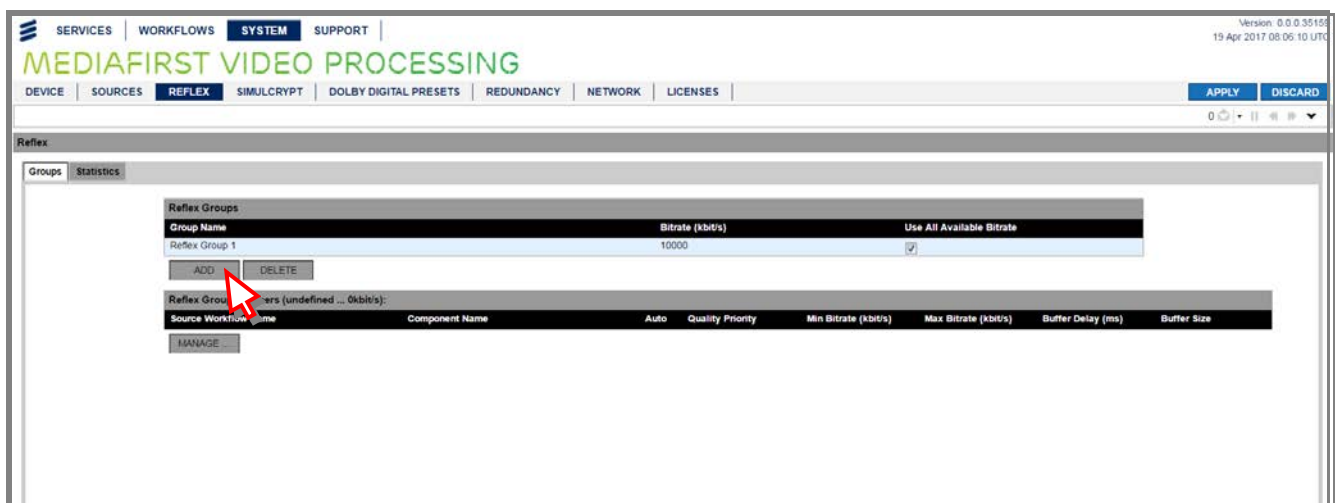 SERVICES WORKFLOWS SYSTEM SUPPORT
Version: 0.0.0.35159
19 Apr 2017 08:06:10 UTC
MEDIAFIRST VIDEO PROCESSING
DEVICE SOURCES REFLEX SIMULCRYPT DOLBY DIGITAL PRESETS REDUNDANCY NETWORK LICENSES APPLY DISCARD
0
Reflex
Groups Statistics
Reflex Groups
Group Name Bitrate (kbit/s) Use All Available Bitrate
Reflex Group 1 10000
ADD DELETE
Reflex (undefined ... 0kbit/s):
Source Component Name Auto Quality Priority Min Bitrate (kbit/s) Max Bitrate (kbit/s) Buffer Delay (ms) Buffer Size
MANAGE ...